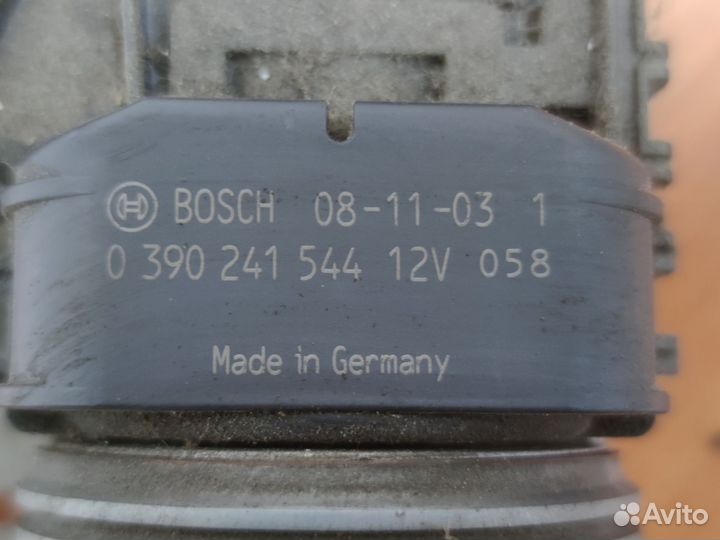 BOSCH 08-11-03 1
0 390 241 544 12V 058
Made in Germany
Avito